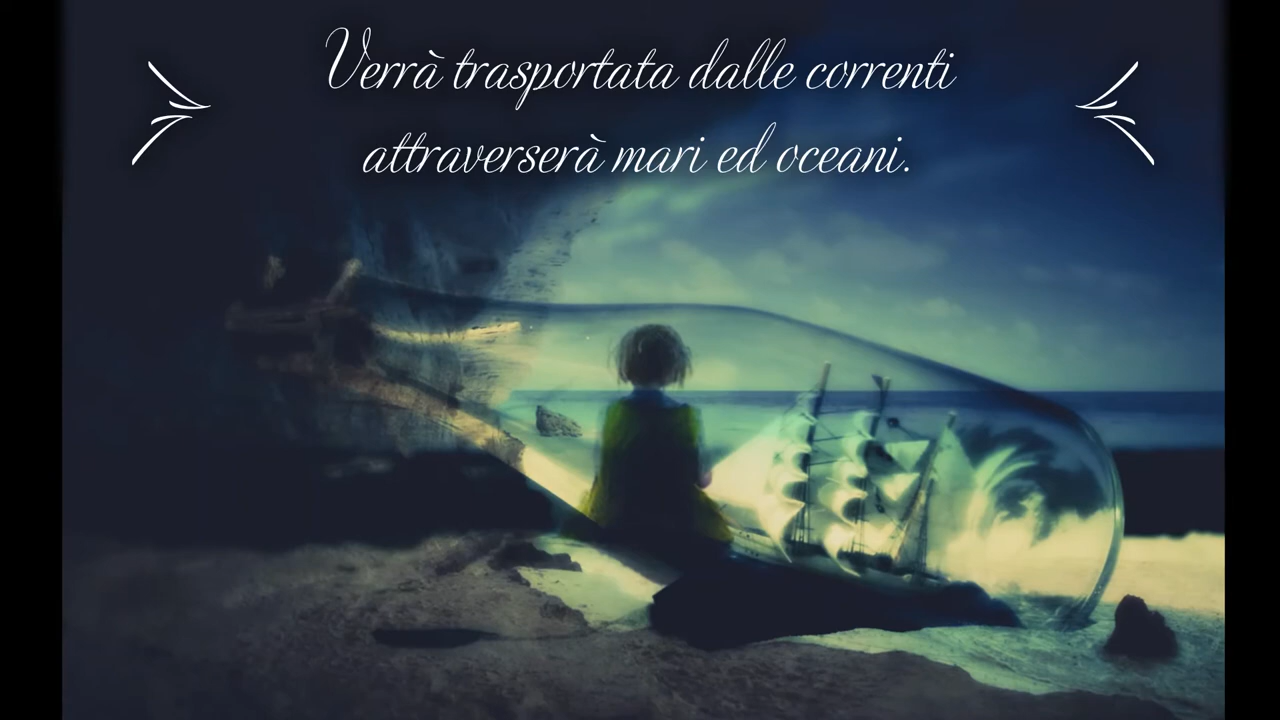 Verrà trasportata dalle correnti
attraverserà mari ed oceani.